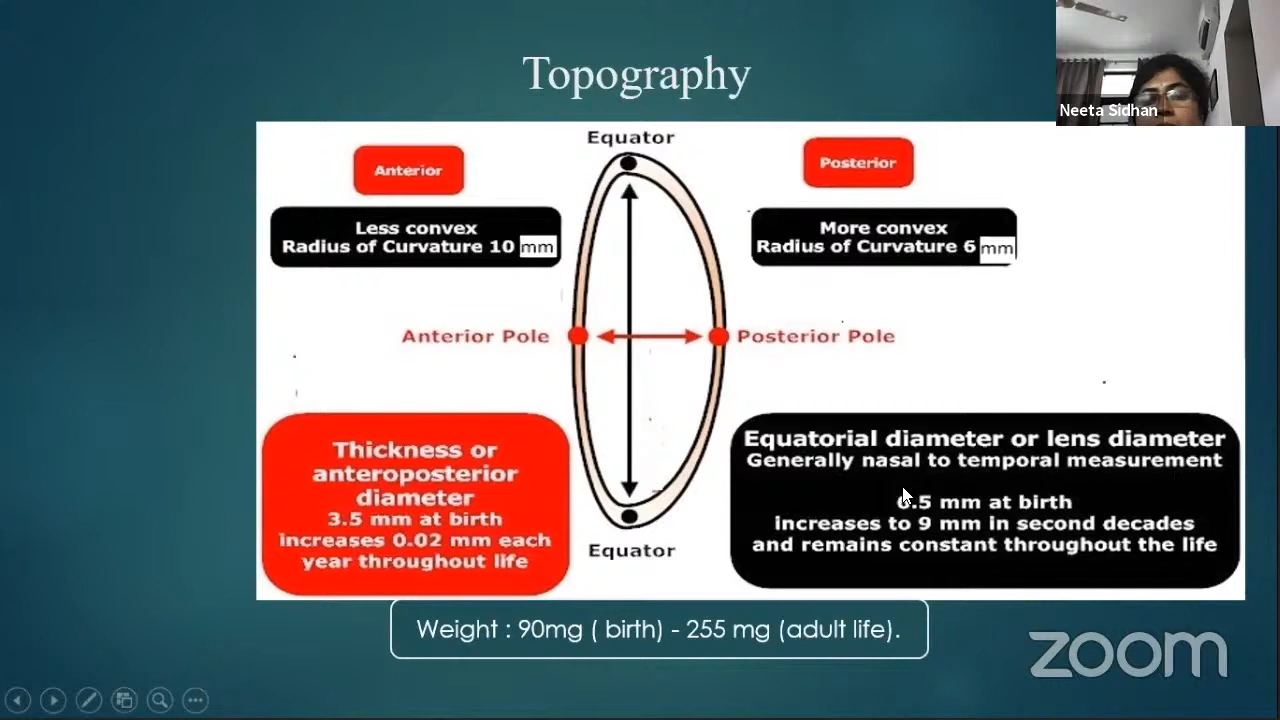 Topography
Neeta Sidhan
Equator
Anterior
Posterior
Less convex
Radius of Curvature 10 mm
More convex
Radius of Curvature 6 mm
Anterior Pole
Posterior Pole
Thickness or
anteroposterior
diameter
3.5 mm at birth
increases 0.02 mm each
year throughout life
Equatorial diameter or lens diameter
Generally nasal to temporal measurement
6.5 mm at birth
increases to 9 mm in second decades
and remains constant throughout the life
Equator
Weight : 90mg ( birth) - 255 mg (adult life).
zoom